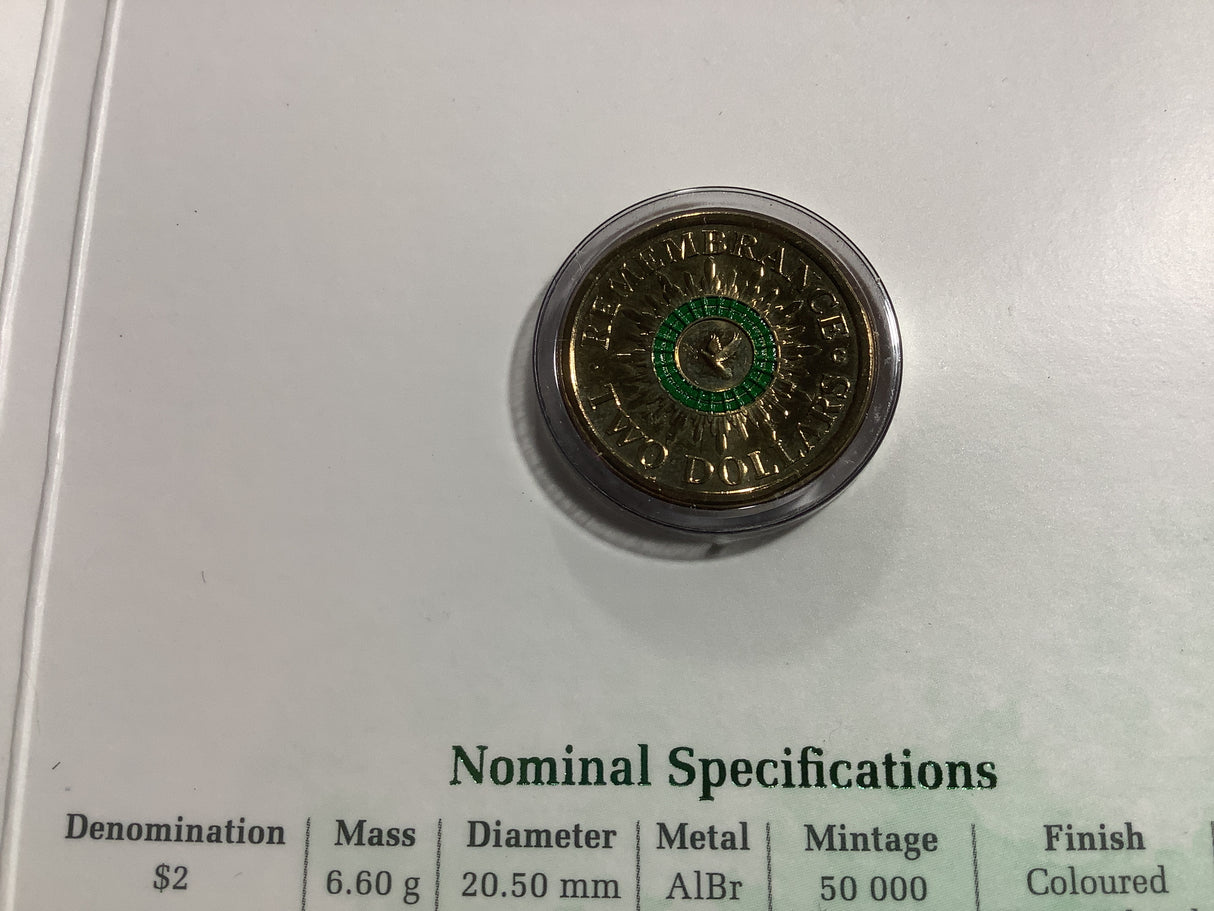 REMEMBRANCE
TWO DOLLARS
Nominal Specifications
Denomination Mass Diameter Metal Mintage Finish
$2 6.60 g 20.50 mm AlBr 50 000 Coloured